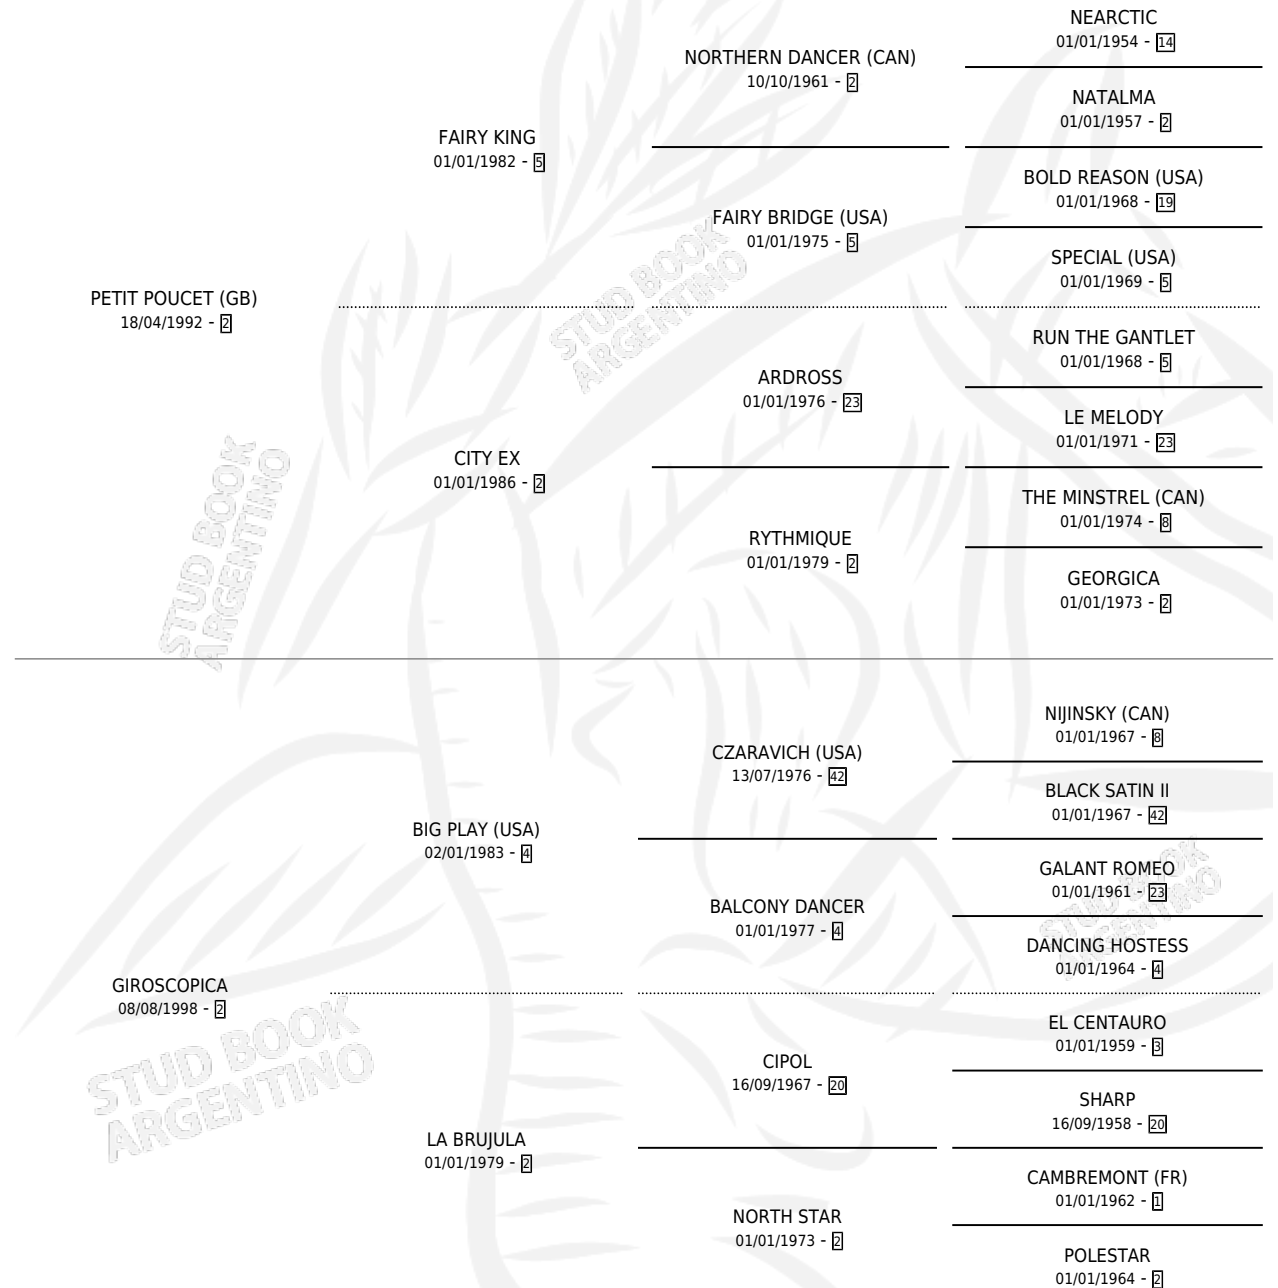 NEARCTIC
01/01/1954 - 14
NORTHERN DANCER (CAN)
10/10/1961 - 2
NATALMA
01/01/1957 - 2
FAIRY KING
01/01/1982 - 5
BOLD REASON (USA)
01/01/1968 - 19
FAIRY BRIDGE (USA)
01/01/1975 - 5
SPECIAL (USA)
01/01/1969 - 5
PETIT POUCET (GB)
18/04/1992 - 2
STUD BOOK
ARGENTINO
RUN THE GANTLET
01/01/1968 - 5
ARDROSS
01/01/1976 - 23
LE MELODY
01/01/1971 - 23
CITY EX
01/01/1986 - 2
THE MINSTREL (CAN)
01/01/1974 - 8
RYTHMIQUE
01/01/1979 - 2
GEORGICA
01/01/1973 - 2
STUD BOOK
ARGENTINO
NIJINSKY (CAN)
01/01/1967 - 8
CZARAVICH (USA)
13/07/1976 - 42
BLACK SATIN II
01/01/1967 - 42
BIG PLAY (USA)
02/01/1983 - 4
GALANT ROMEO
01/01/1961 - 23
BALCONY DANCER
01/01/1977 - 4
STUD BOOK
ARGENTINO
DANCING HOSTESS
01/01/1964 - 4
GIROSCOPICA
08/08/1998 - 2
EL CENTAURO
01/01/1959 - 3
CIPOL
16/09/1967 - 20
STUD BOOK
ARGENTINO
SHARP
16/09/1958 - 20
LA BRUJULA
01/01/1979 - 2
CAMBREMONT (FR)
01/01/1962 - 1
NORTH STAR
01/01/1973 - 2
POLESTAR
01/01/1964 - 2